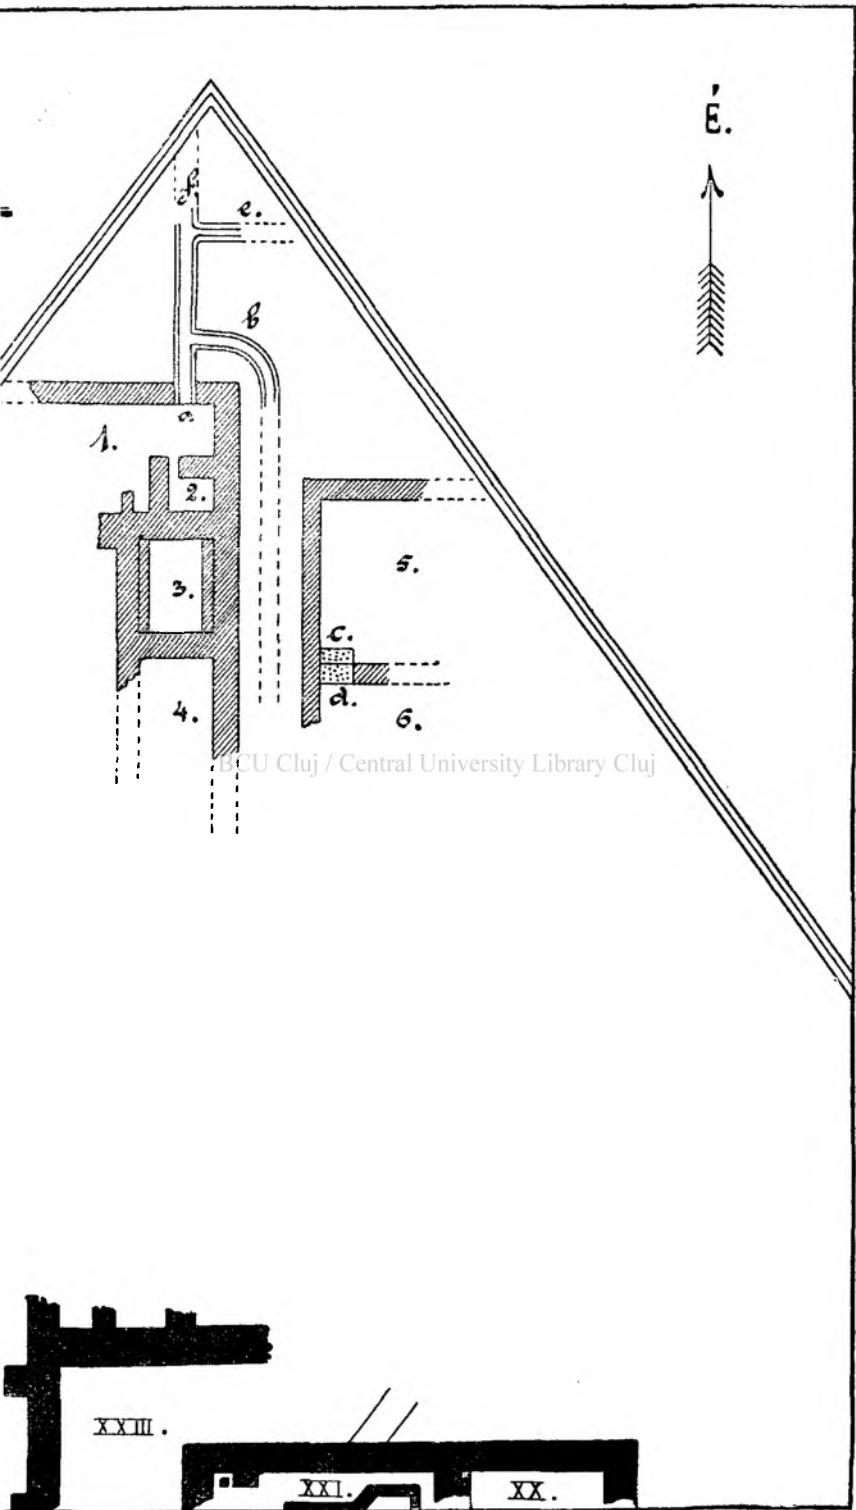 É.
f.
e.
b
a
1.
2.
3.
5.
c.
d.
4.
6.
BCU Cluj / Central University Library Cluj
XXIII.
XXI.
XX.